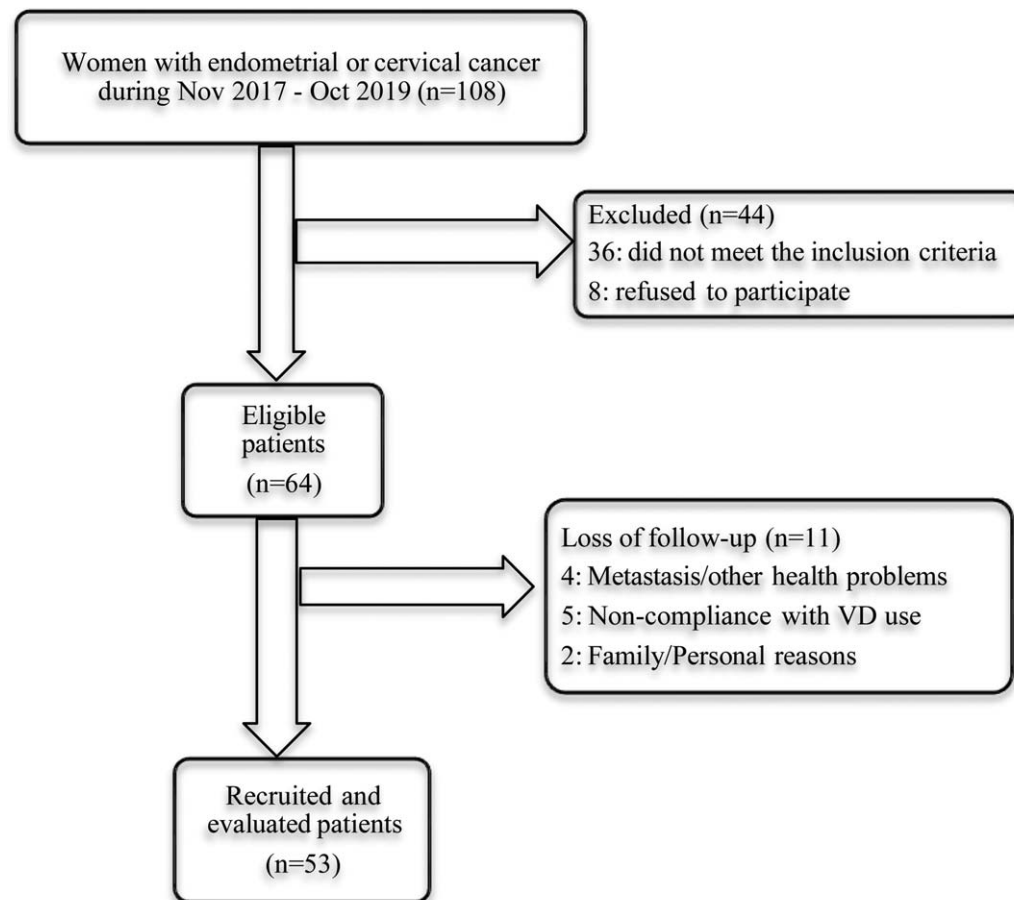 Women with endometrial or cervical cancer
during Nov 2017 - Oct 2019 (n=108)
Excluded (n=44)
36: did not meet the inclusion criteria
8: refused to participate
Eligible
patients
(n=64)
Loss of follow-up (n=11)
4: Metastasis/other health problems
5: Non-compliance with VD use
2: Family/Personal reasons
Recruited and
evaluated patients
(n=53)